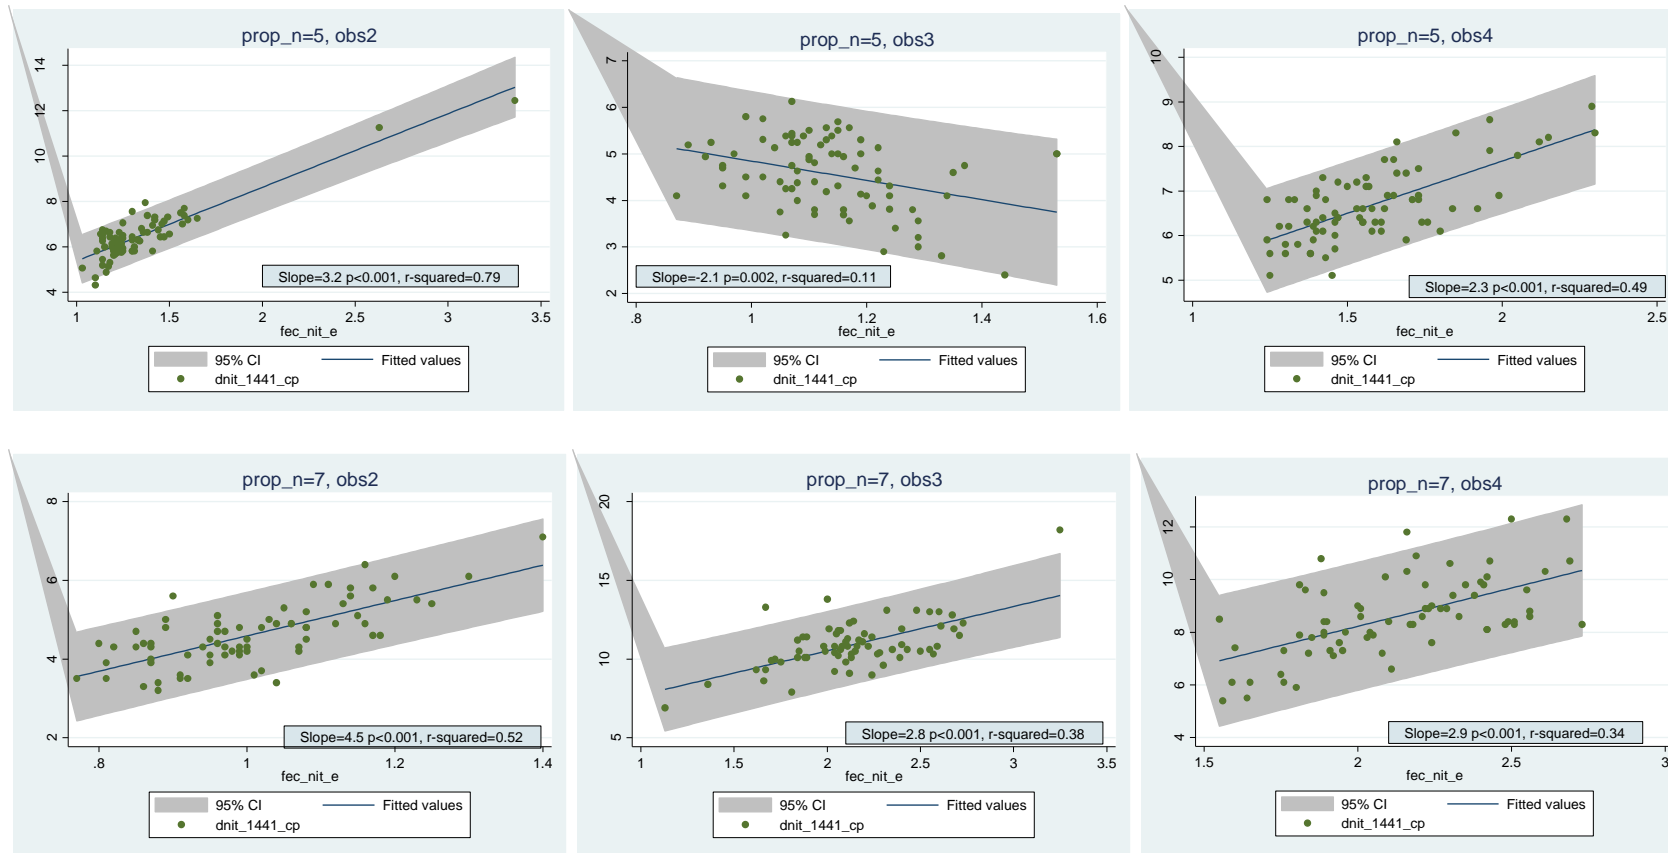 prop_n=5, obs2
14
12
10
8
6
4
Slope=3.2 p<0.001, r-squared=0.79
1 1.5 2 2.5 3 3.5
fec_nit_e
95% CI Fitted values
dnit_1441_cp
prop_n=5, obs3
7
6
5
4
3
2
Slope=-2.1 p=0.002, r-squared=0.11
.8 1 1.2 1.4 1.6
fec_nit_e
95% CI Fitted values
dnit_1441_cp
prop_n=5, obs4
10
9
8
7
6
5
Slope=2.3 p<0.001, r-squared=0.49
1 1.5 2 2.5
fec_nit_e
95% CI Fitted values
dnit_1441_cp
prop_n=7, obs2
8
6
4
2
Slope=4.5 p<0.001, r-squared=0.52
.8 1 1.2 1.4
fec_nit_e
95% CI Fitted values
dnit_1441_cp
prop_n=7, obs3
20
15
10
5
Slope=2.8 p<0.001, r-squared=0.38
1 1.5 2 2.5 3 3.5
fec_nit_e
95% CI Fitted values
dnit_1441_cp
prop_n=7, obs4
12
10
8
6
4
Slope=2.9 p<0.001, r-squared=0.34
1.5 2 2.5 3
fec_nit_e
95% CI Fitted values
dnit_1441_cp